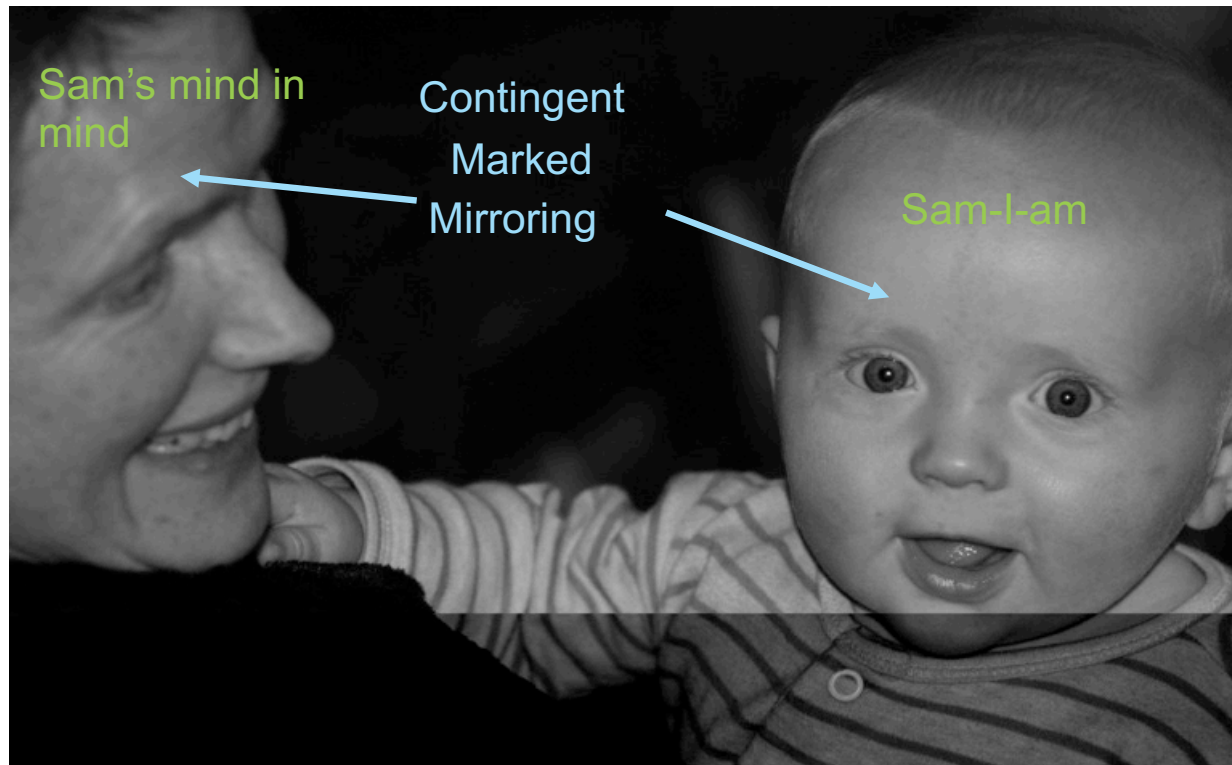 Sam’s mind in
mind
Contingent
Marked
Mirroring
Sam-I-am